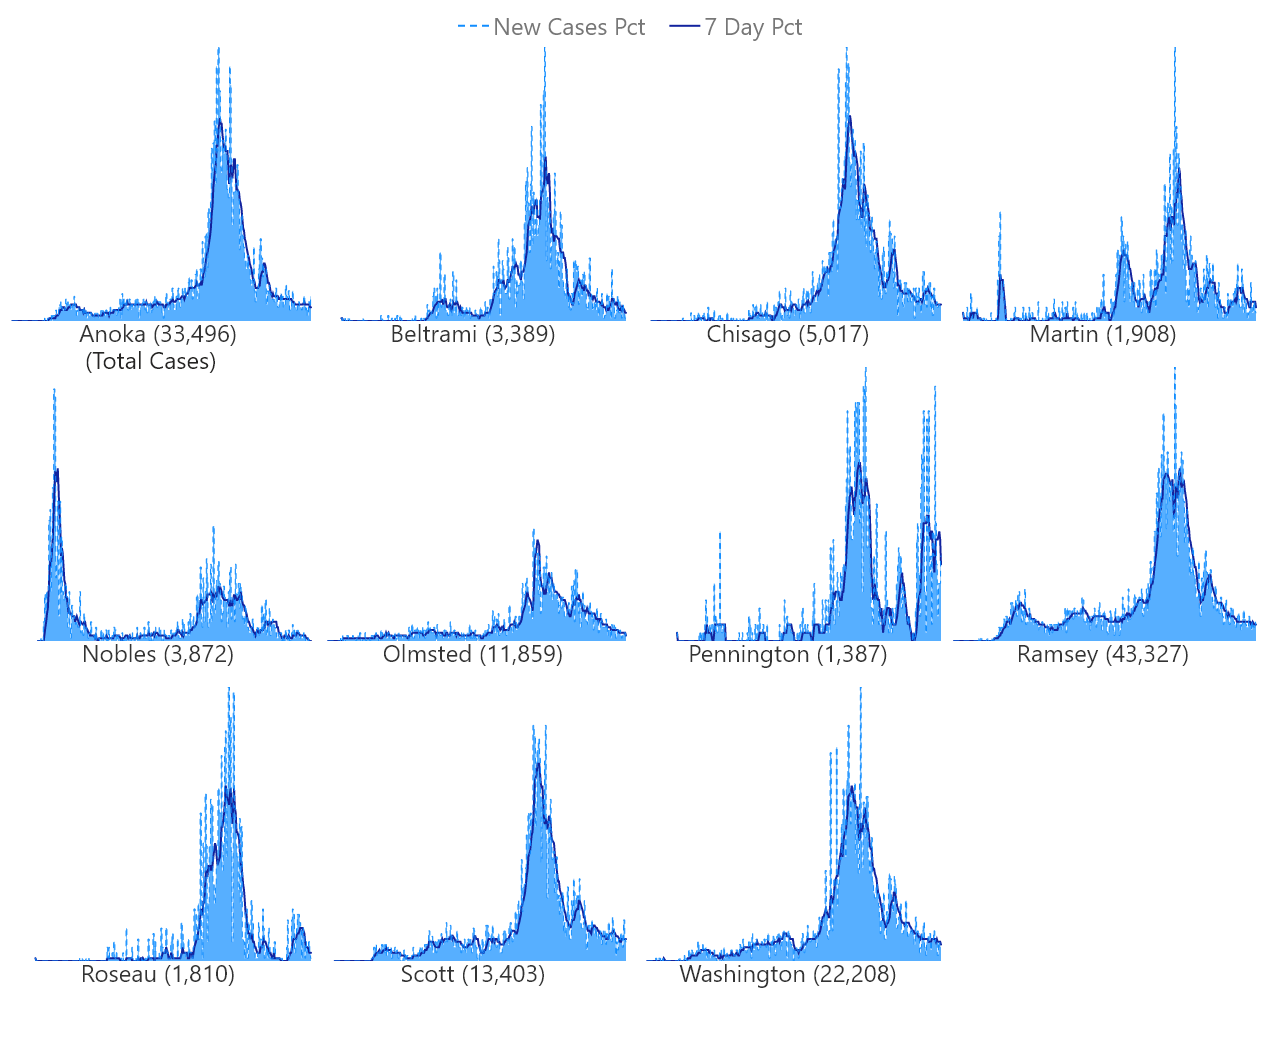 New Cases Pct 7 Day Pct
Anoka (33,496) Beltrami (3,389) Chisago (5,017) Martin (1,908)
(Total Cases)
Nobles (3,872) Olmsted (11,859) Pennington (1,387) Ramsey (43,327)
Roseau (1,810) Scott (13,403) Washington (22,208)